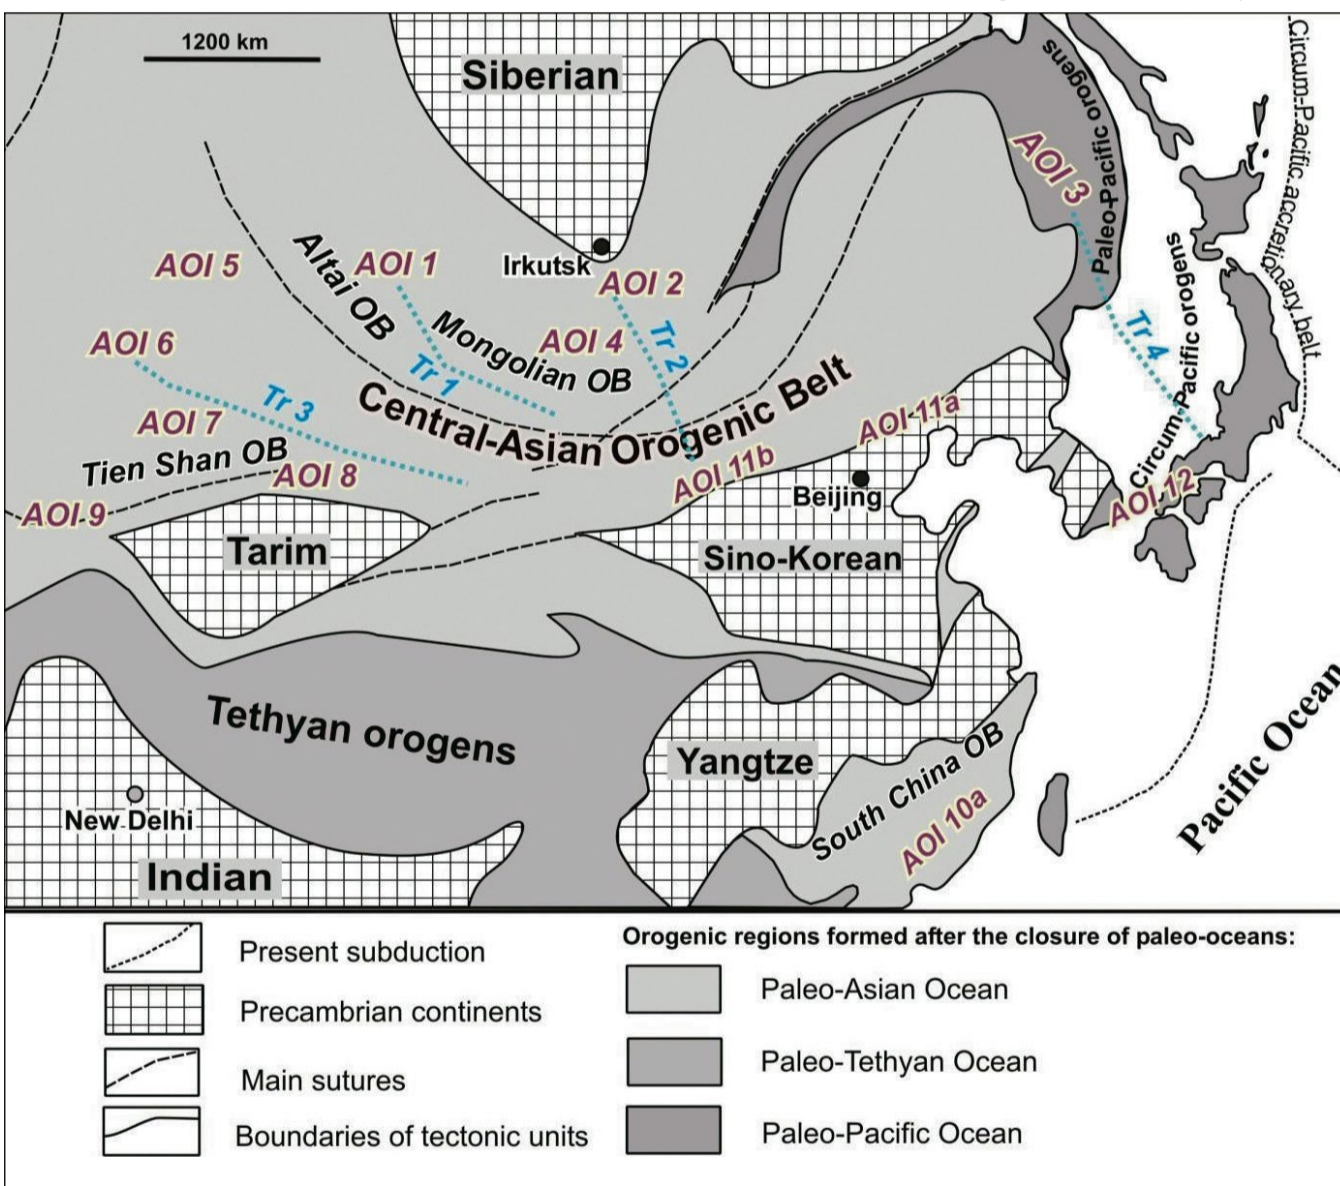 1200 km
Siberian
Paleo-Pacific orogens
Circum-Pacific accretionary belt
AOI 3
Paleo-Pacific orogens
Irkutsk
AOI 5
Altai OB
AOI 1
AOI 2
AOI 6
Mongolian OB
AOI 4
Tr 2
Tr 4
Circum-Pacific orogens
Tr 1
Tr 3
Central-Asian Orogenic Belt
AOI 7
AOI 11a
Tien Shan OB
AOI 8
AOI 11b
Beijing
AOI 12
AOI 9
Tarim
Sino-Korean
Tethyan orogens
Yangtze
South China OB
AOI 10a
Pacific Ocean
New Delhi
Indian
Present subduction
Precambrian continents
Main sutures
Boundaries of tectonic units
Orogenic regions formed after the closure of paleo-oceans:
Paleo-Asian Ocean
Paleo-Tethyan Ocean
Paleo-Pacific Ocean